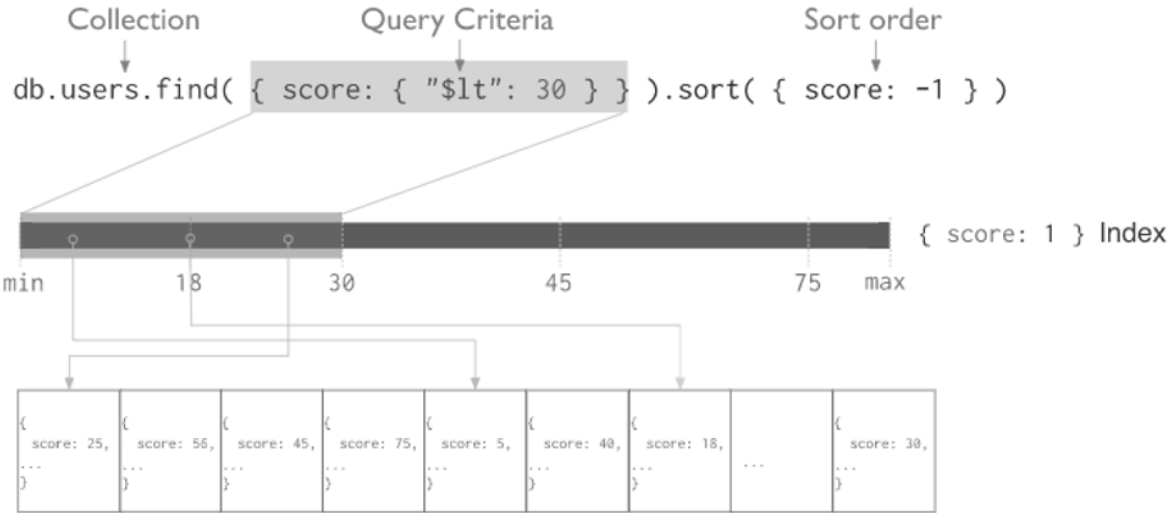 Collection Query Criteria Sort order
db.users.find( { score: { "$lt": 30 } } ).sort( { score: -1 } )
{ score: 1 } Index
min 18 30 45 75 max
{ { { { { { { {
score: 25, score: 56, score: 45, score: 75, score: 5, score: 40, score: 18, score: 30,
... ... ... ... ... ... ... ... ...
} } } } } } } }